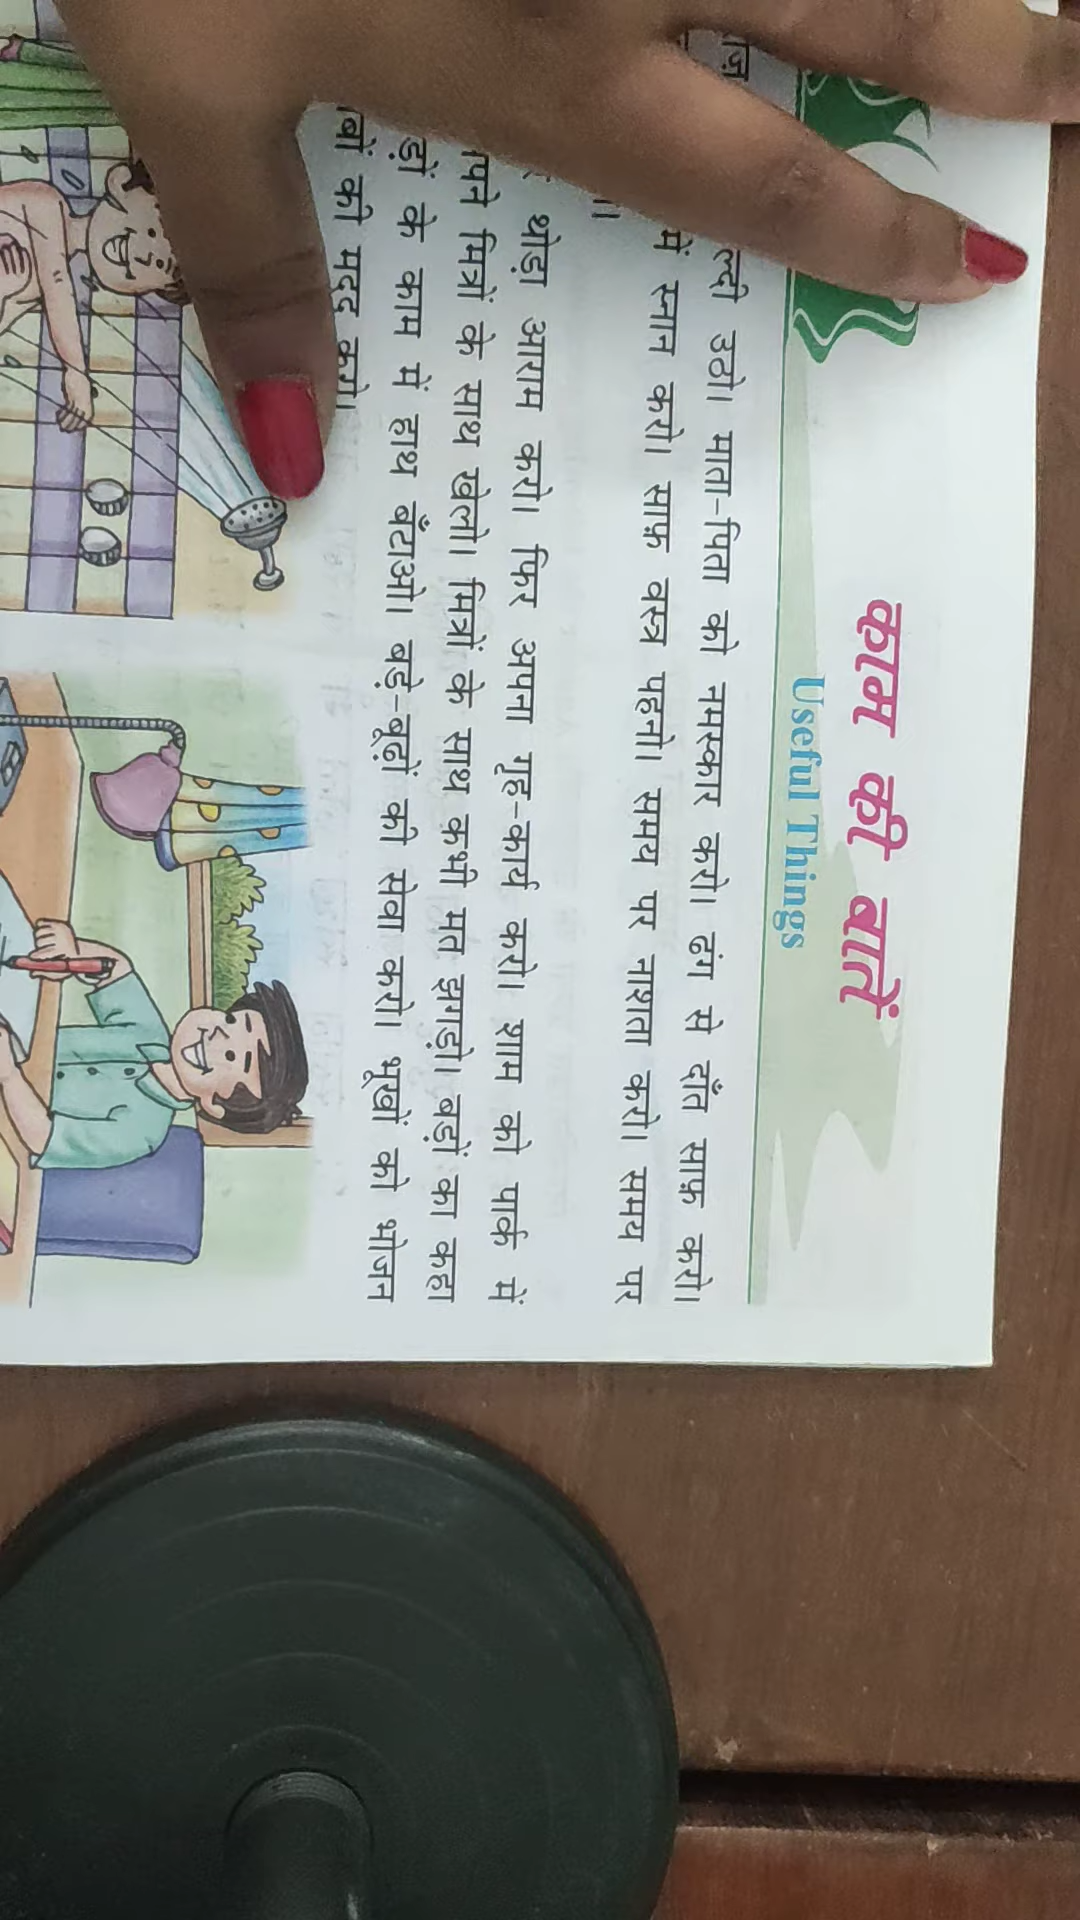 काम की बातें
Useful Things
उठो। माता-पिता को नमस्कार करो। ढंग से दाँत साफ़ करो।
में स्नान करो। साफ़ वस्त्र पहनो। समय पर नाश्ता करो। समय पर
थोड़ा आराम करो। फिर अपना गृह-कार्य करो। शाम को पार्क में
मित्रों के साथ खेलो। मित्रों के साथ कभी मत झगड़ो। बड़ों का कहा
के काम में हाथ बँटाओ। बड़े-बूढ़ों की सेवा करो। भूखों को भोजन
की मदद करो।